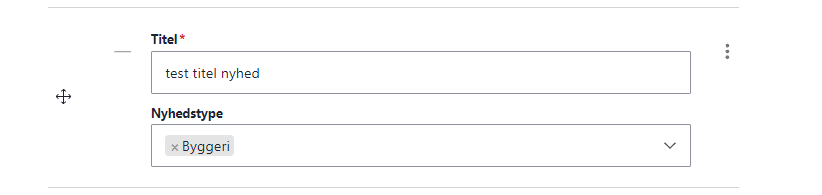 Titel*
test titel nyhed
Nyhedstype
× Byggeri